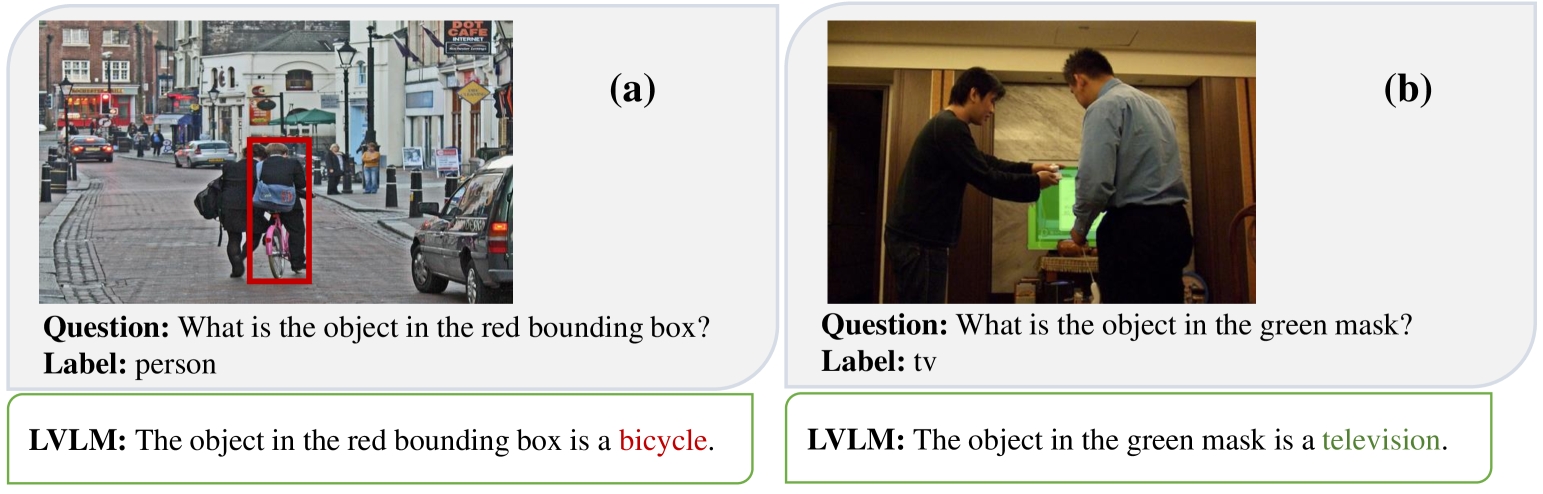 DOT
CAFE
INTERNET
(a)
Question: What is the object in the red bounding box?
Label: person
LVLM: The object in the red bounding box is a bicycle.
(b)
Question: What is the object in the green mask?
Label: tv
LVLM: The object in the green mask is a television.